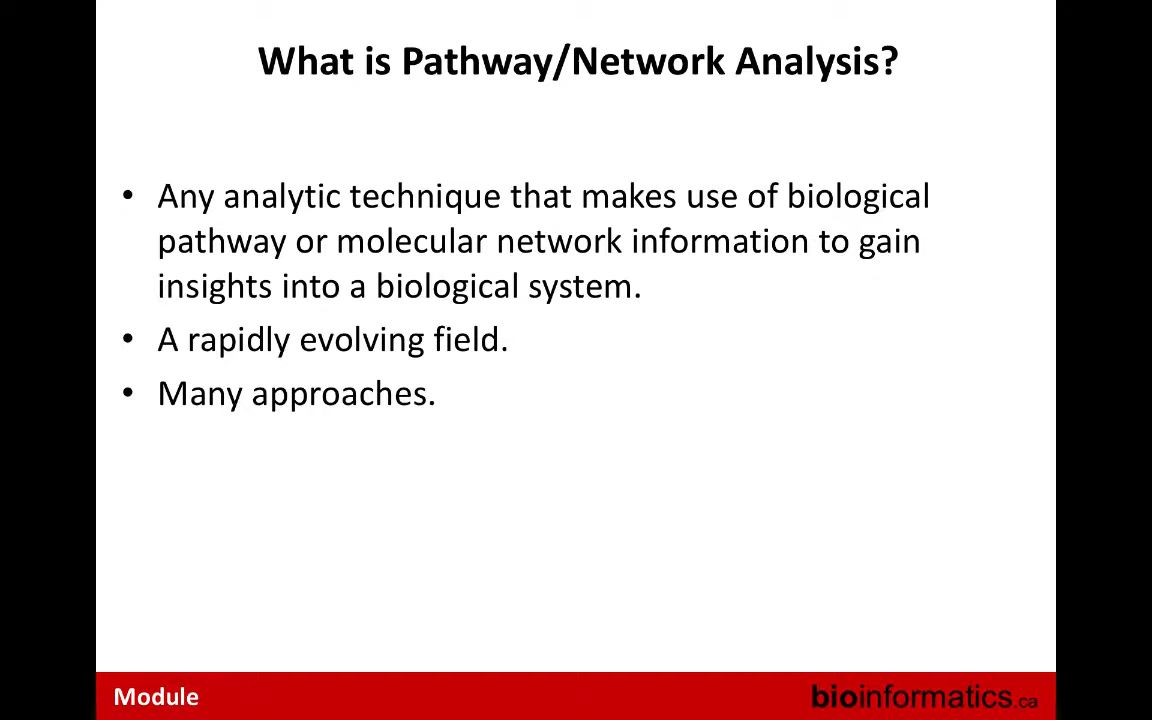 What is Pathway/Network Analysis?
• Any analytic technique that makes use of biological
pathway or molecular network information to gain
insights into a biological system.
• A rapidly evolving field.
• Many approaches.
Module
bioinformatics.ca